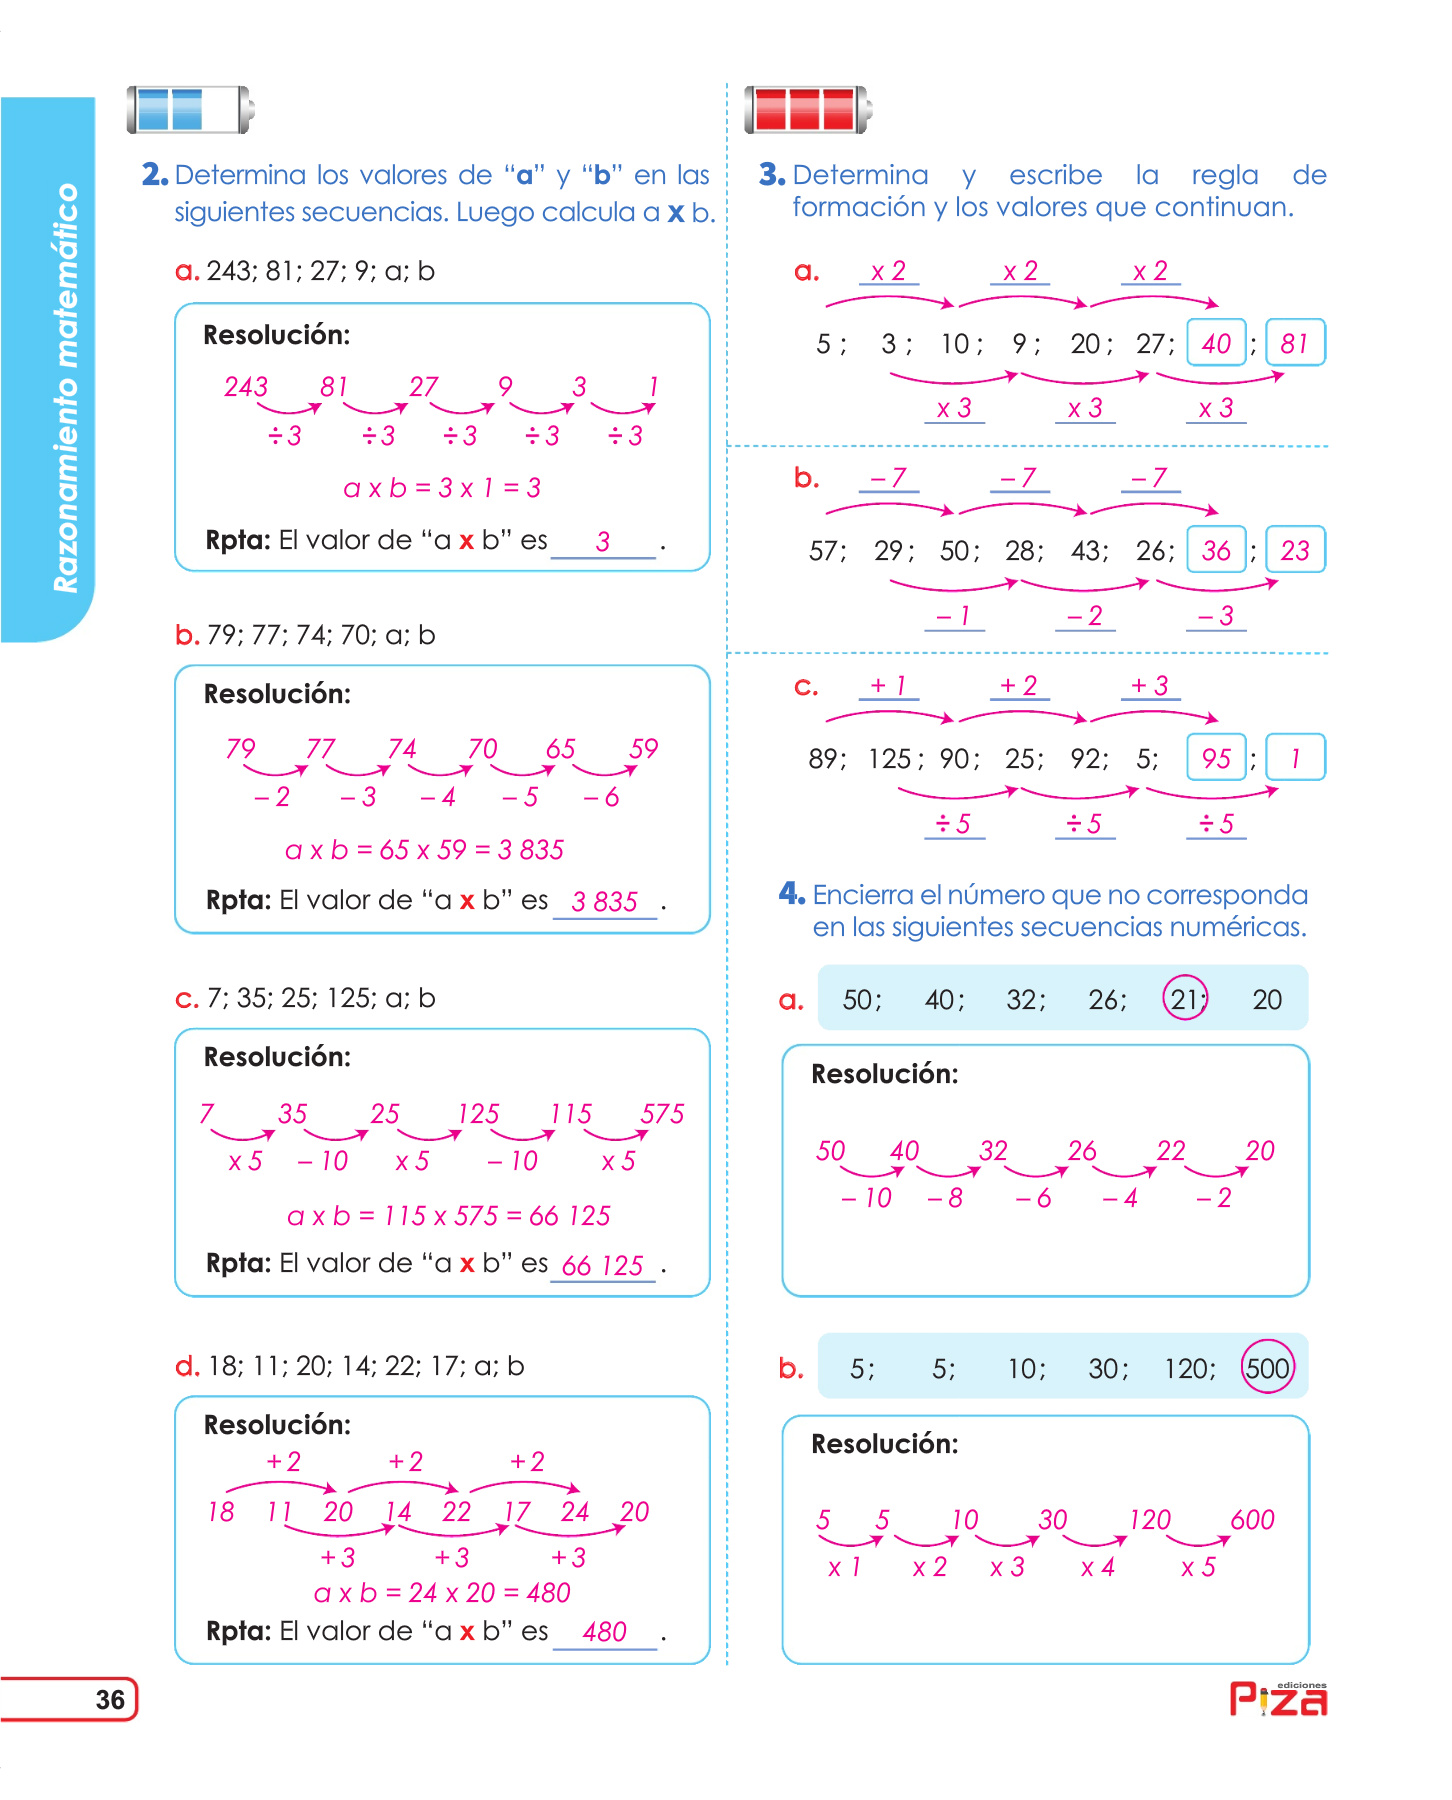 Razonamiento matemático
2. Determina los valores de “a” y “b” en las
siguientes secuencias. Luego calcula a x b.
a. 243; 81; 27; 9; a; b
Resolución:
243 81 27 9 3 1
÷3 ÷3 ÷3 ÷3 ÷3
a x b = 3 x 1 = 3
Rpta: El valor de “a x b” es 3.
b. 79; 77; 74; 70; a; b
Resolución:
79 77 74 70 65 59
– 2 – 3 – 4 – 5 – 6
a x b = 65 x 59 = 3 835
Rpta: El valor de “a x b” es 3 835.
c. 7; 35; 25; 125; a; b
Resolución:
7 35 25 125 115 575
x 5 – 10 x 5 – 10 x 5
a x b = 115 x 575 = 66 125
Rpta: El valor de “a x b” es 66 125.
d. 18; 11; 20; 14; 22; 17; a; b
Resolución:
+2 +2 +2
18 11 20 14 22 17 24 20
+3 +3 +3
a x b = 24 x 20 = 480
Rpta: El valor de “a x b” es 480.
3. Determina y escribe la regla de
formación y los valores que continuan.
a. x 2 x 2 x 2
5 ; 3 ; 10 ; 9 ; 20 ; 27; 40 ; 81
x 3 x 3 x 3
b. – 7 – 7 – 7
57; 29 ; 50 ; 28; 43; 26; 36 ; 23
– 1 – 2 – 3
c. + 1 + 2 + 3
89; 125 ; 90 ; 25; 92; 5; 95 ; 1
÷ 5 ÷ 5 ÷ 5
4. Encierra el número que no corresponda
en las siguientes secuencias numéricas.
a. 50; 40; 32; 26; 21; 20
Resolución:
50 40 32 26 22 20
– 10 – 8 – 6 – 4 – 2
b. 5; 5; 10; 30; 120; 500
Resolución:
5 5 10 30 120 600
x 1 x 2 x 3 x 4 x 5
36
ediciones
Piza